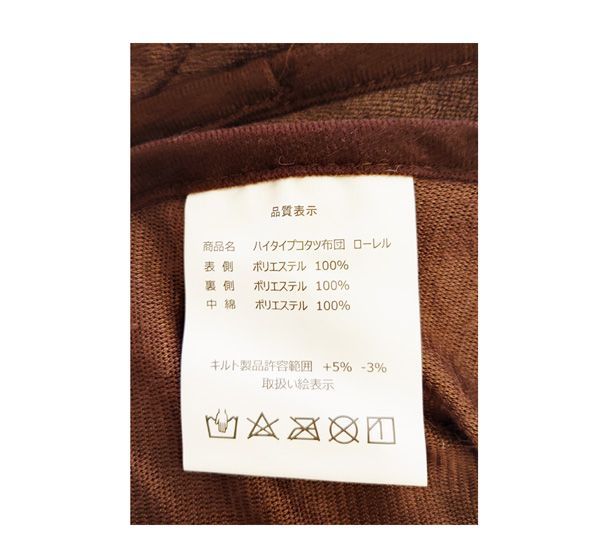 品質表示
商品名 ハイタイプコタツ布団 ローレル
表 側 ポリエステル 100%
裏 側 ポリエステル 100%
中 綿 ポリエステル 100%
キルト製品許容範囲 +5% -3%
取扱い絵表示